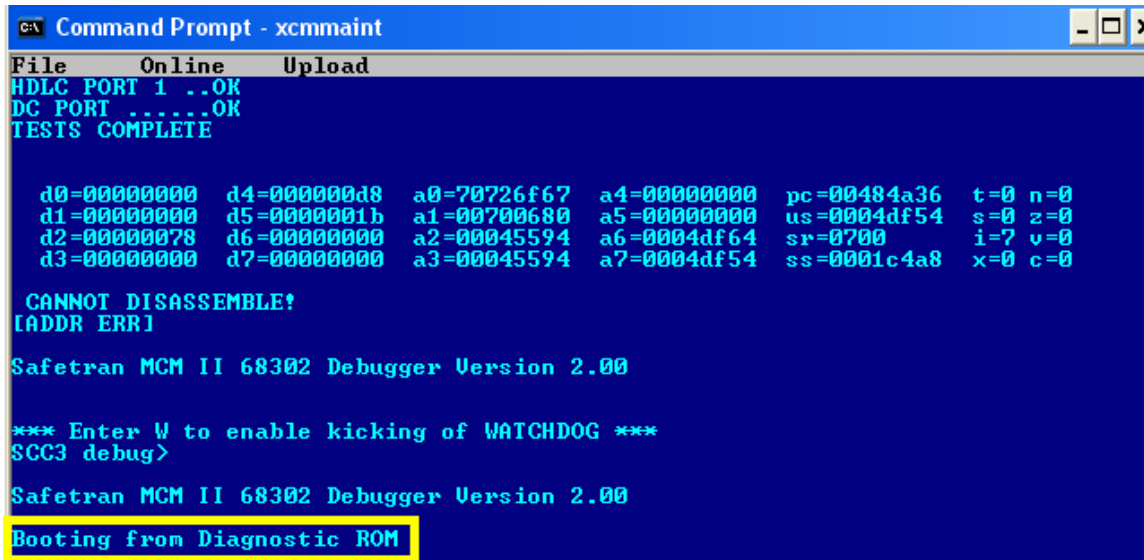 Command Prompt - xcmmaint
File Online Upload
HDLC PORT 1 ..OK
DC PORT ......OK
TESTS COMPLETE
d0=00000000 d4=000000d8 a0=70726f67 a4=00000000 pc=00484a36 t=0 n=0
d1=00000000 d5=0000001b a1=00700680 a5=00000000 us=0004df54 s=0 z=0
d2=00000078 d6=00000000 a2=00045594 a6=0004df64 sr=0700 i=7 v=0
d3=00000000 d7=00000000 a3=00045594 a7=0004df54 ss=0001c4a8 x=0 c=0
CANNOT DISASSEMBLE!
[ADDR ERR]
Safetran MCM II 68302 Debugger Version 2.00
*** Enter W to enable kicking of WATCHDOG ***
SCC3 debug>
Safetran MCM II 68302 Debugger Version 2.00
Booting from Diagnostic ROM